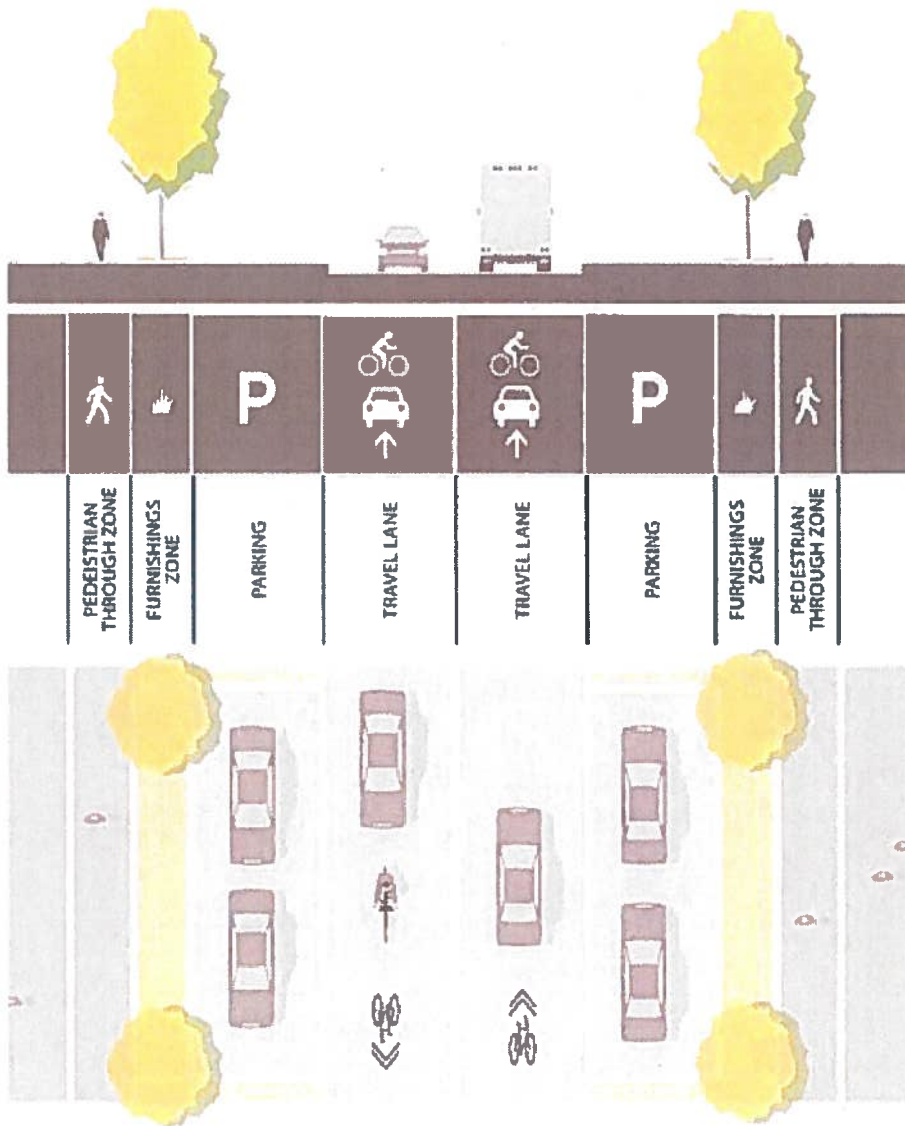 P
P
PEDESTRIAN
THROUGH ZONE
FURNISHINGS
ZONE
PARKING
TRAVEL LANE
TRAVEL LANE
PARKING
FURNISHINGS
ZONE
PEDESTRIAN
THROUGH ZONE